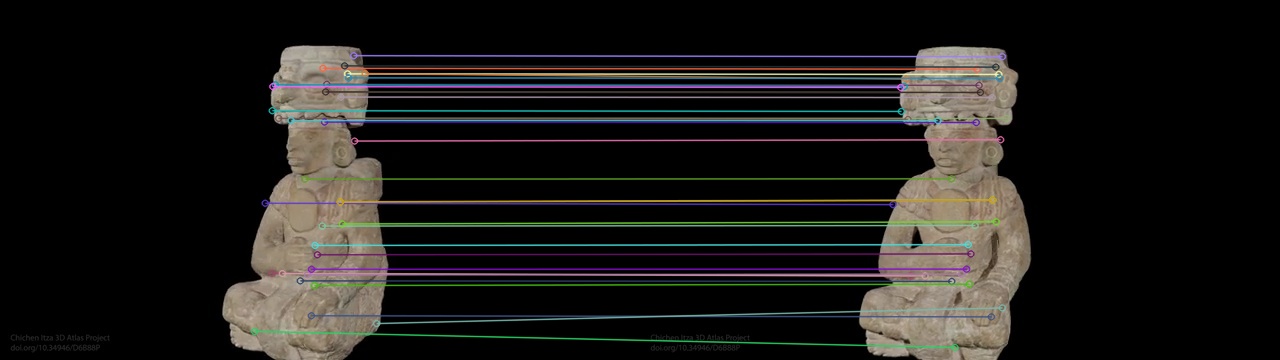 Chichen Itza 3D Atlas Project
doi.org/10.34946/D6B88P
Chichen Itza 3D Atlas Project
doi.org/10.34946/D6B88P